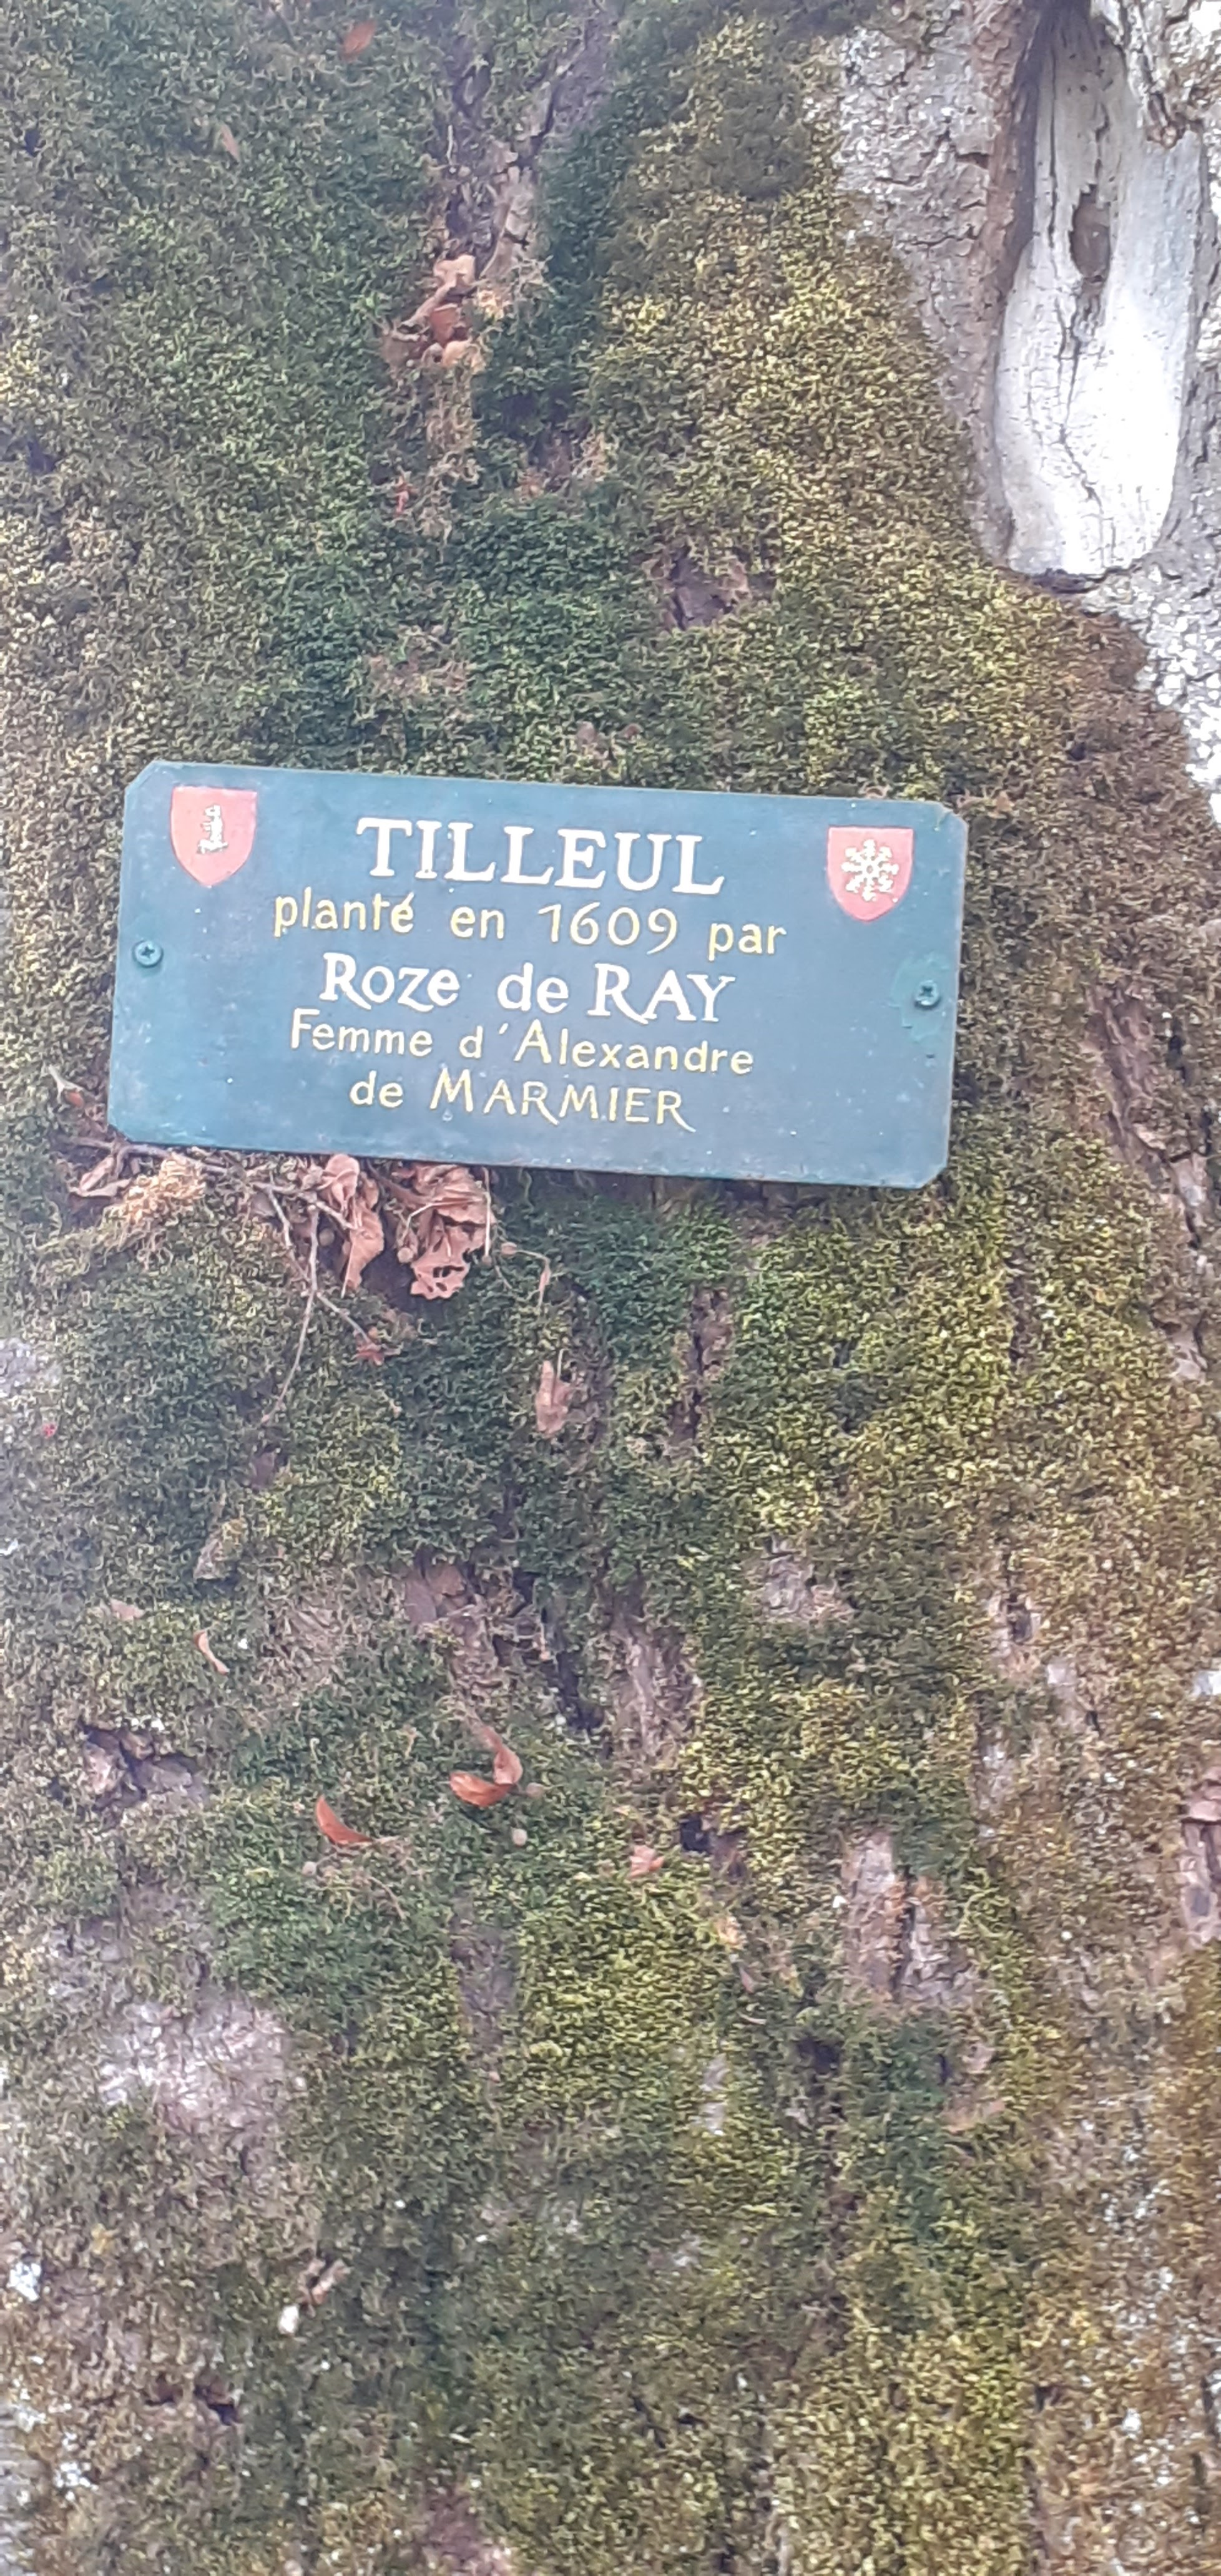 TILLEUL
planté en 1609 par
Roze de RAY
Femme d'Alexandre
de MARMIER